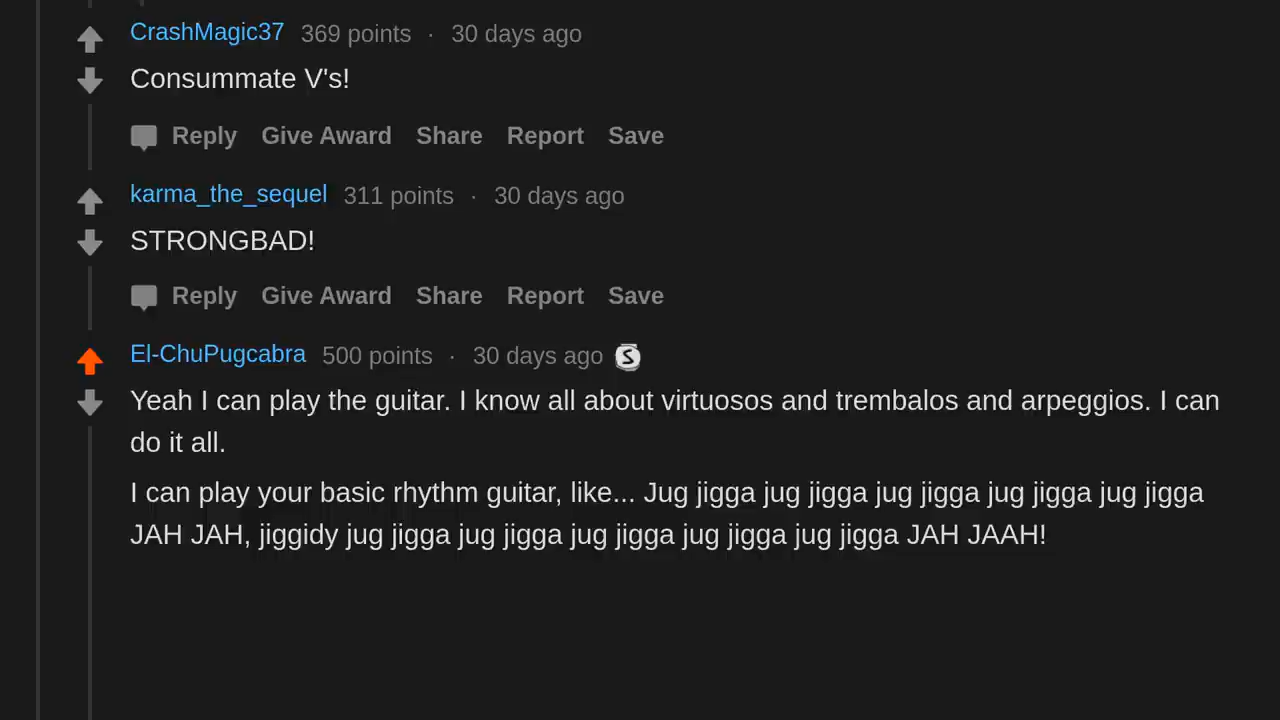 CrashMagic37 369 points · 30 days ago
Consummate V's!
Reply Give Award Share Report Save
karma_the_sequel 311 points · 30 days ago
STRONGBAD!
Reply Give Award Share Report Save
El-ChuPugcabra 500 points · 30 days ago S
Yeah I can play the guitar. I know all about virtuosos and trembalos and arpeggios. I can
do it all.
I can play your basic rhythm guitar, like... Jug jigga jug jigga jug jigga jug jigga jug jigga
JAH JAH, jiggidy jug jigga jug jigga jug jigga jug jigga jug jigga JAH JAAH!